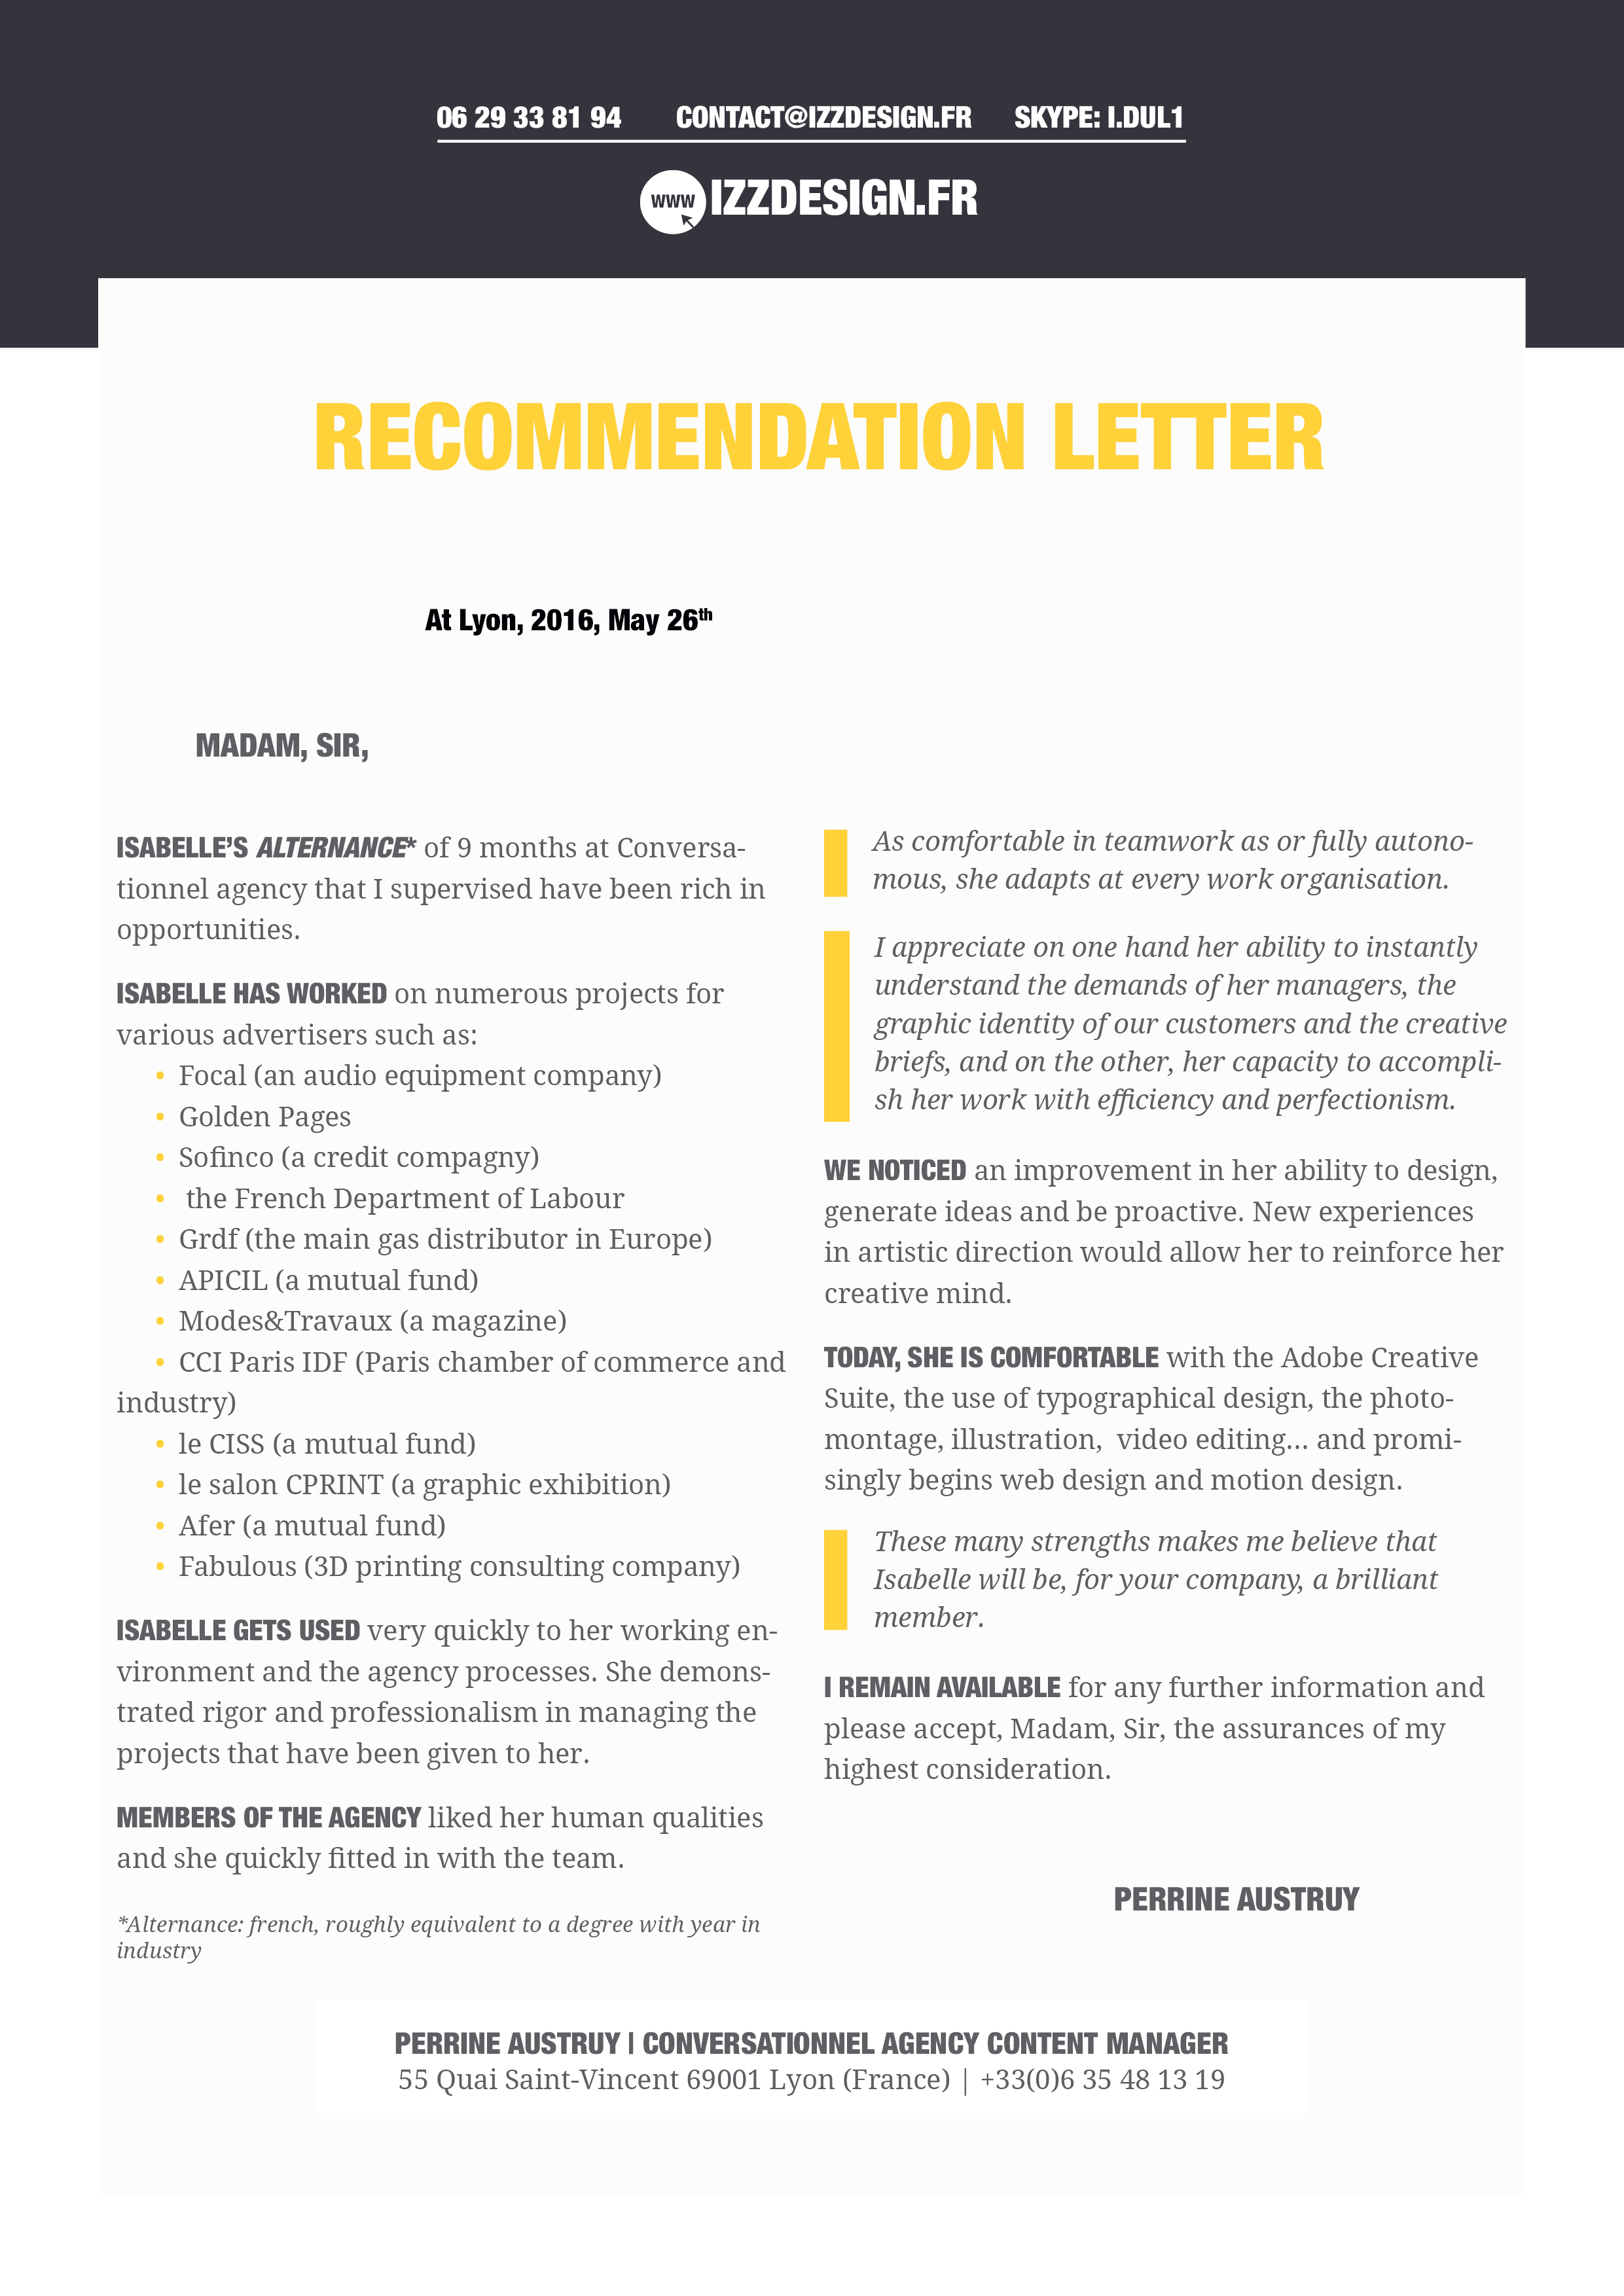 06 29 33 81 94 CONTACT@IZZDESIGN.FR SKYPE: I.DUL1
www IZZDESIGN.FR
RECOMMENDATION LETTER
At Lyon, 2016, May 26th
MADAM, SIR,
ISABELLE'S ALTERNANCE* of 9 months at Conversa-
tionnel agency that I supervised have been rich in
opportunities.
ISABELLE HAS WORKED on numerous projects for
various advertisers such as:
• Focal (an audio equipment company)
• Golden Pages
• Sofinco (a credit compagny)
• the French Department of Labour
• Grdf (the main gas distributor in Europe)
• APICIL (a mutual fund)
• Modes&Travaux (a magazine)
• CCI Paris IDF (Paris chamber of commerce and
industry)
• le CISS (a mutual fund)
• le salon CPRINT (a graphic exhibition)
• Afer (a mutual fund)
• Fabulous (3D printing consulting company)
ISABELLE GETS USED very quickly to her working en-
vironment and the agency processes. She demons-
trated rigor and professionalism in managing the
projects that have been given to her.
MEMBERS OF THE AGENCY liked her human qualities
and she quickly fitted in with the team.
*Alternance: french, roughly equivalent to a degree with year in
industry
As comfortable in teamwork as or fully autono-
mous, she adapts at every work organisation.
I appreciate on one hand her ability to instantly
understand the demands of her managers, the
graphic identity of our customers and the creative
briefs, and on the other, her capacity to accompli-
sh her work with efficiency and perfectionism.
WE NOTICED an improvement in her ability to design,
generate ideas and be proactive. New experiences
in artistic direction would allow her to reinforce her
creative mind.
TODAY, SHE IS COMFORTABLE with the Adobe Creative
Suite, the use of typographical design, the photo-
montage, illustration, video editing... and promi-
singly begins web design and motion design.
These many strengths makes me believe that
Isabelle will be, for your company, a brilliant
member.
I REMAIN AVAILABLE for any further information and
please accept, Madam, Sir, the assurances of my
highest consideration.
PERRINE AUSTRUY
PERRINE AUSTRUY | CONVERSATIONNEL AGENCY CONTENT MANAGER
55 Quai Saint-Vincent 69001 Lyon (France) | +33(0)6 35 48 13 19